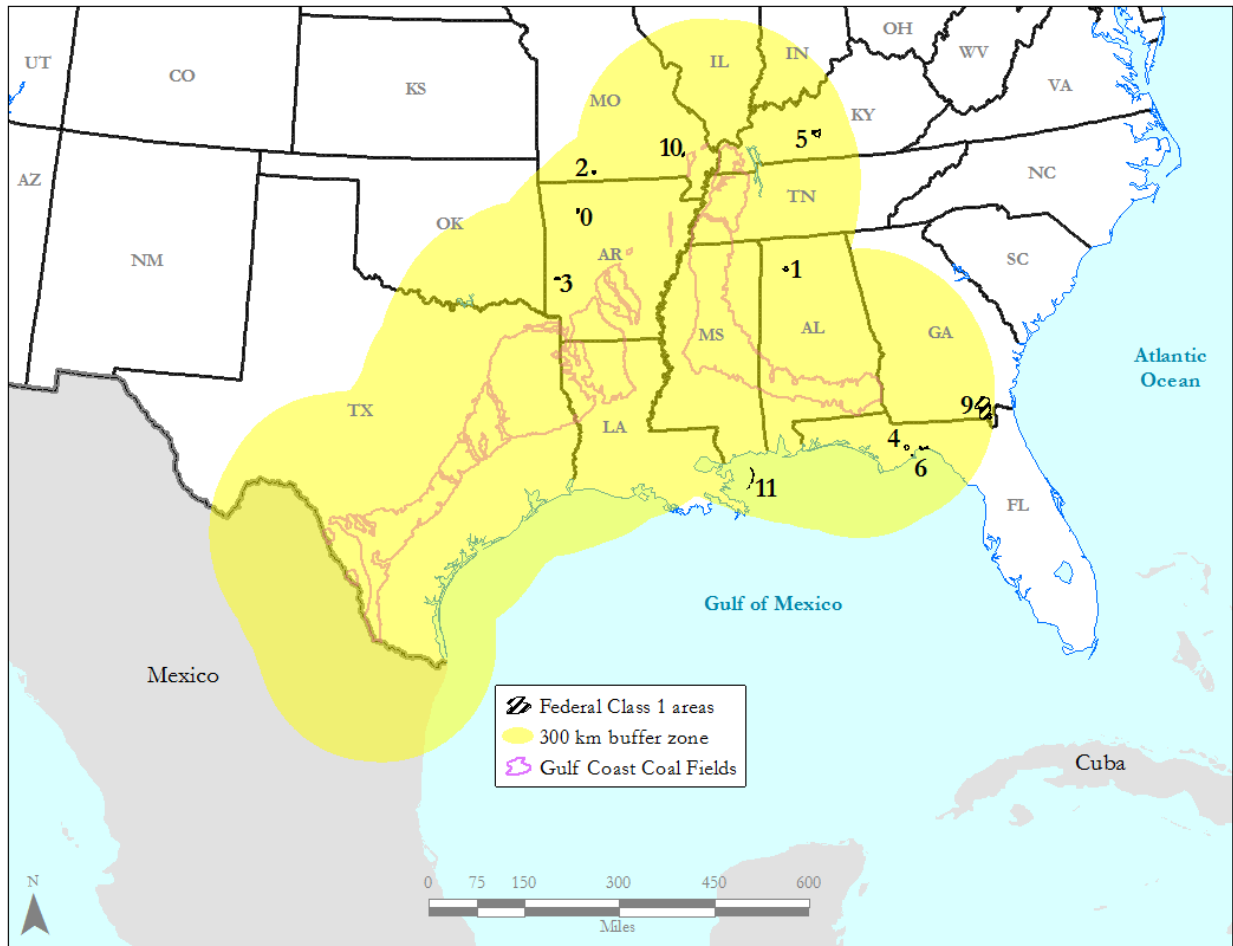 OH
WV
UT
CO
IL
IN
KS
MO
VA
KY
5
10
2
AZ
NC
OK
TN
0
NM
AR
SC
3
1
MS
AL
GA
Atlantic
Ocean
TX
9
LA
4
6
11
FL
Gulf of Mexico
Mexico
Federal Class 1 areas
300 km buffer zone
Gulf Coast Coal Fields
Cuba
N
0 75 150 300 450 600
Miles